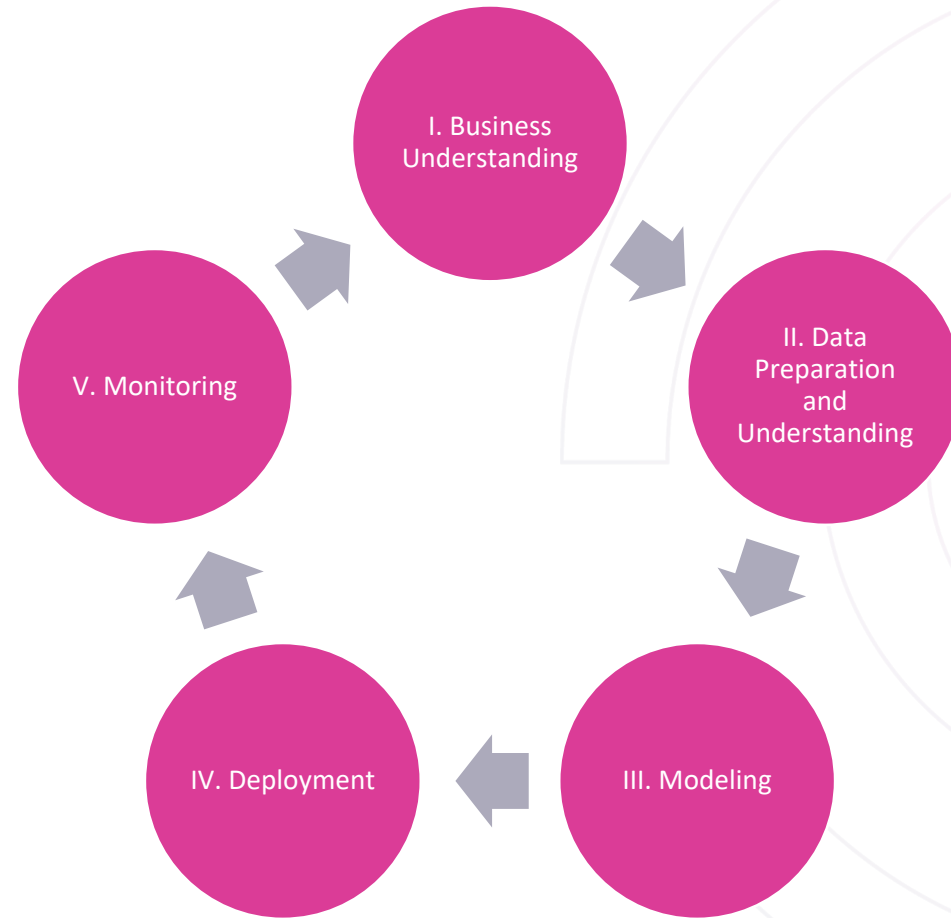 I. Business
Understanding
II. Data
Preparation
and
Understanding
III. Modeling
IV. Deployment
V. Monitoring